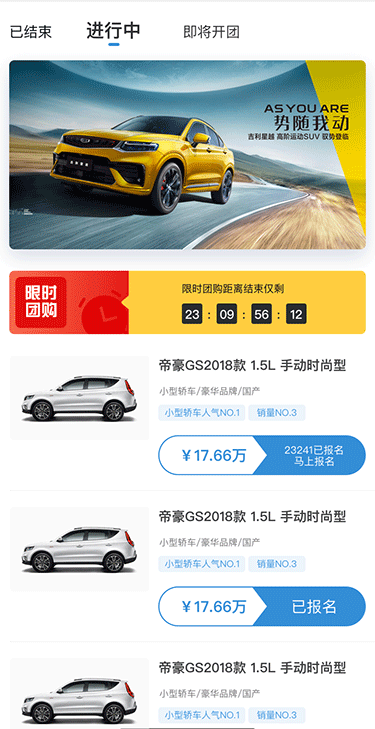 已结束 进行中 即将开团
AS YOU ARE
势随我动
吉利星越 高阶运动SUV 驭势登临
限时
团购
限时团购距离结束仅剩
23 : 09 : 56 : 12
帝豪GS2018款 1.5L 手动时尚型
小型轿车/豪华品牌/国产
小型轿车人气NO.1 销量NO.3
￥17.66万
23241已报名
马上报名
帝豪GS2018款 1.5L 手动时尚型
小型轿车/豪华品牌/国产
小型轿车人气NO.1 销量NO.3
￥17.66万 已报名
帝豪GS2018款 1.5L 手动时尚型
小型轿车/豪华品牌/国产
小型轿车人气NO.1 销量NO.3